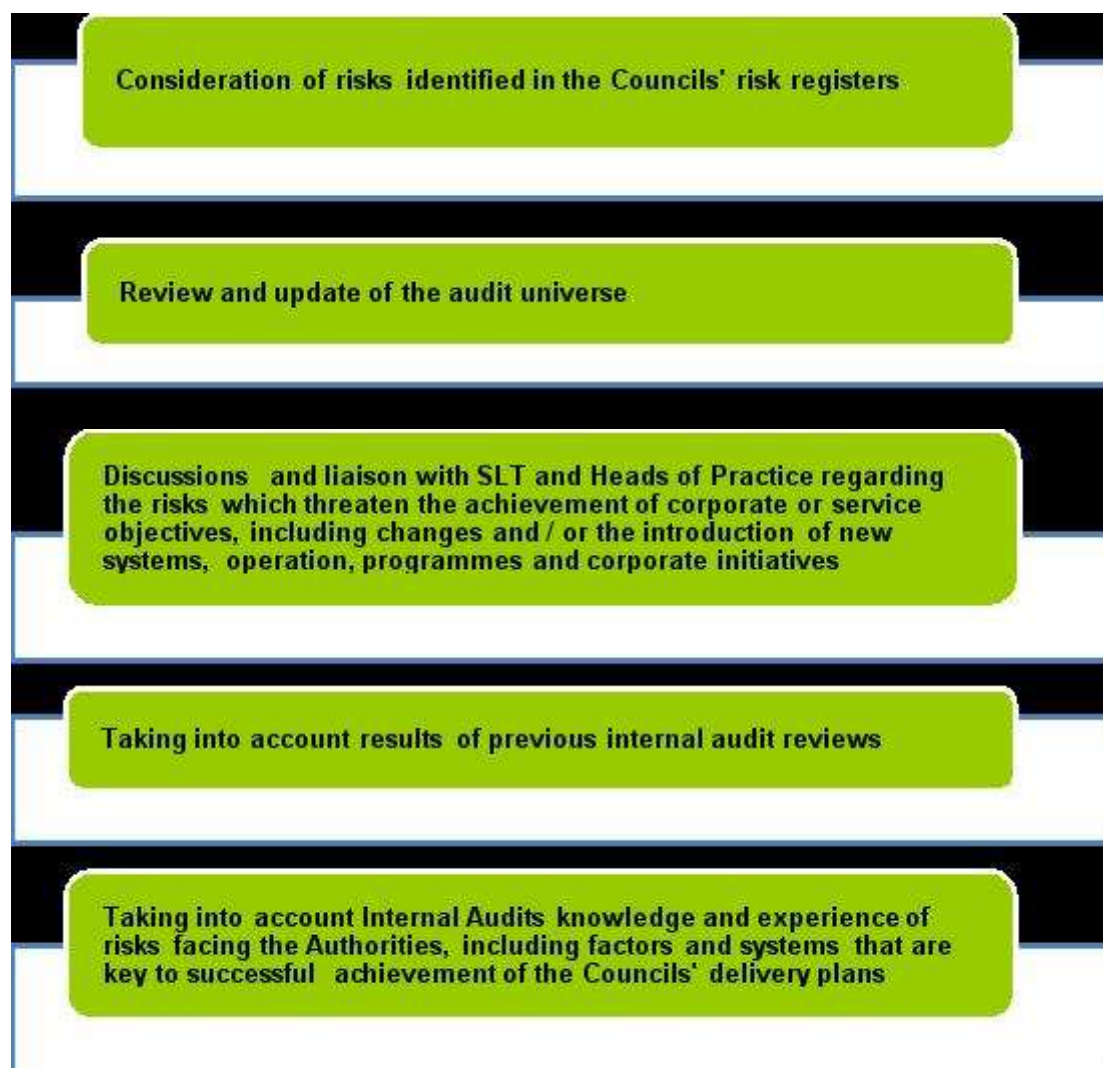 Consideration of risks identified in the Councils' risk registers
Review and update of the audit universe
Discussions and liaison with SLT and Heads of Practice regarding
the risks which threaten the achievement of corporate or service
objectives, including changes and / or the introduction of new
systems, operation, programmes and corporate initiatives
Taking into account results of previous internal audit reviews
Taking into account Internal Audits knowledge and experience of
risks facing the Authorities, including factors and systems that are
key to successful achievement of the Councils' delivery plans